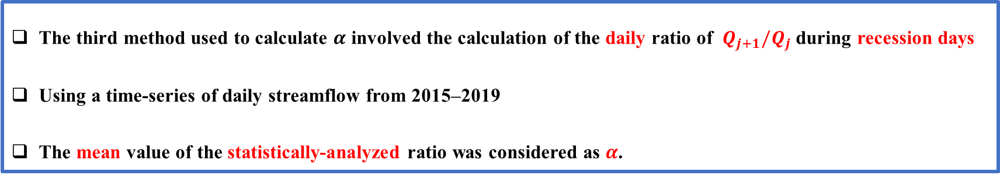 ❑ The third method used to calculate α involved the calculation of the daily ratio of Q_{j+1}/Q_j during recession days
❑ Using a time-series of daily streamflow from 2015–2019
❑ The mean value of the statistically-analyzed ratio was considered as α.